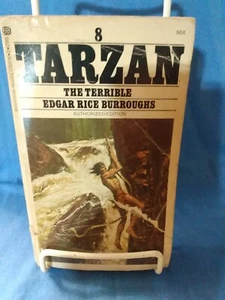 8
TARZAN
THE TERRIBLE
EDGAR RICE BURROUGHS
AUTHORIZED EDITION